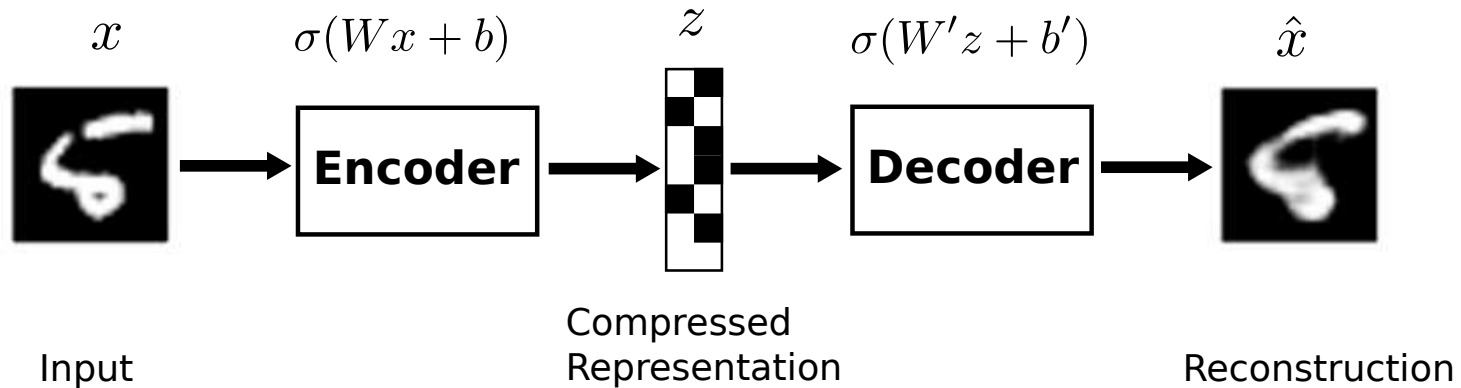 x
σ(Wx + b)
z
σ(W′z + b′)
x̂
Encoder
Decoder
Compressed
Representation
Input
Reconstruction